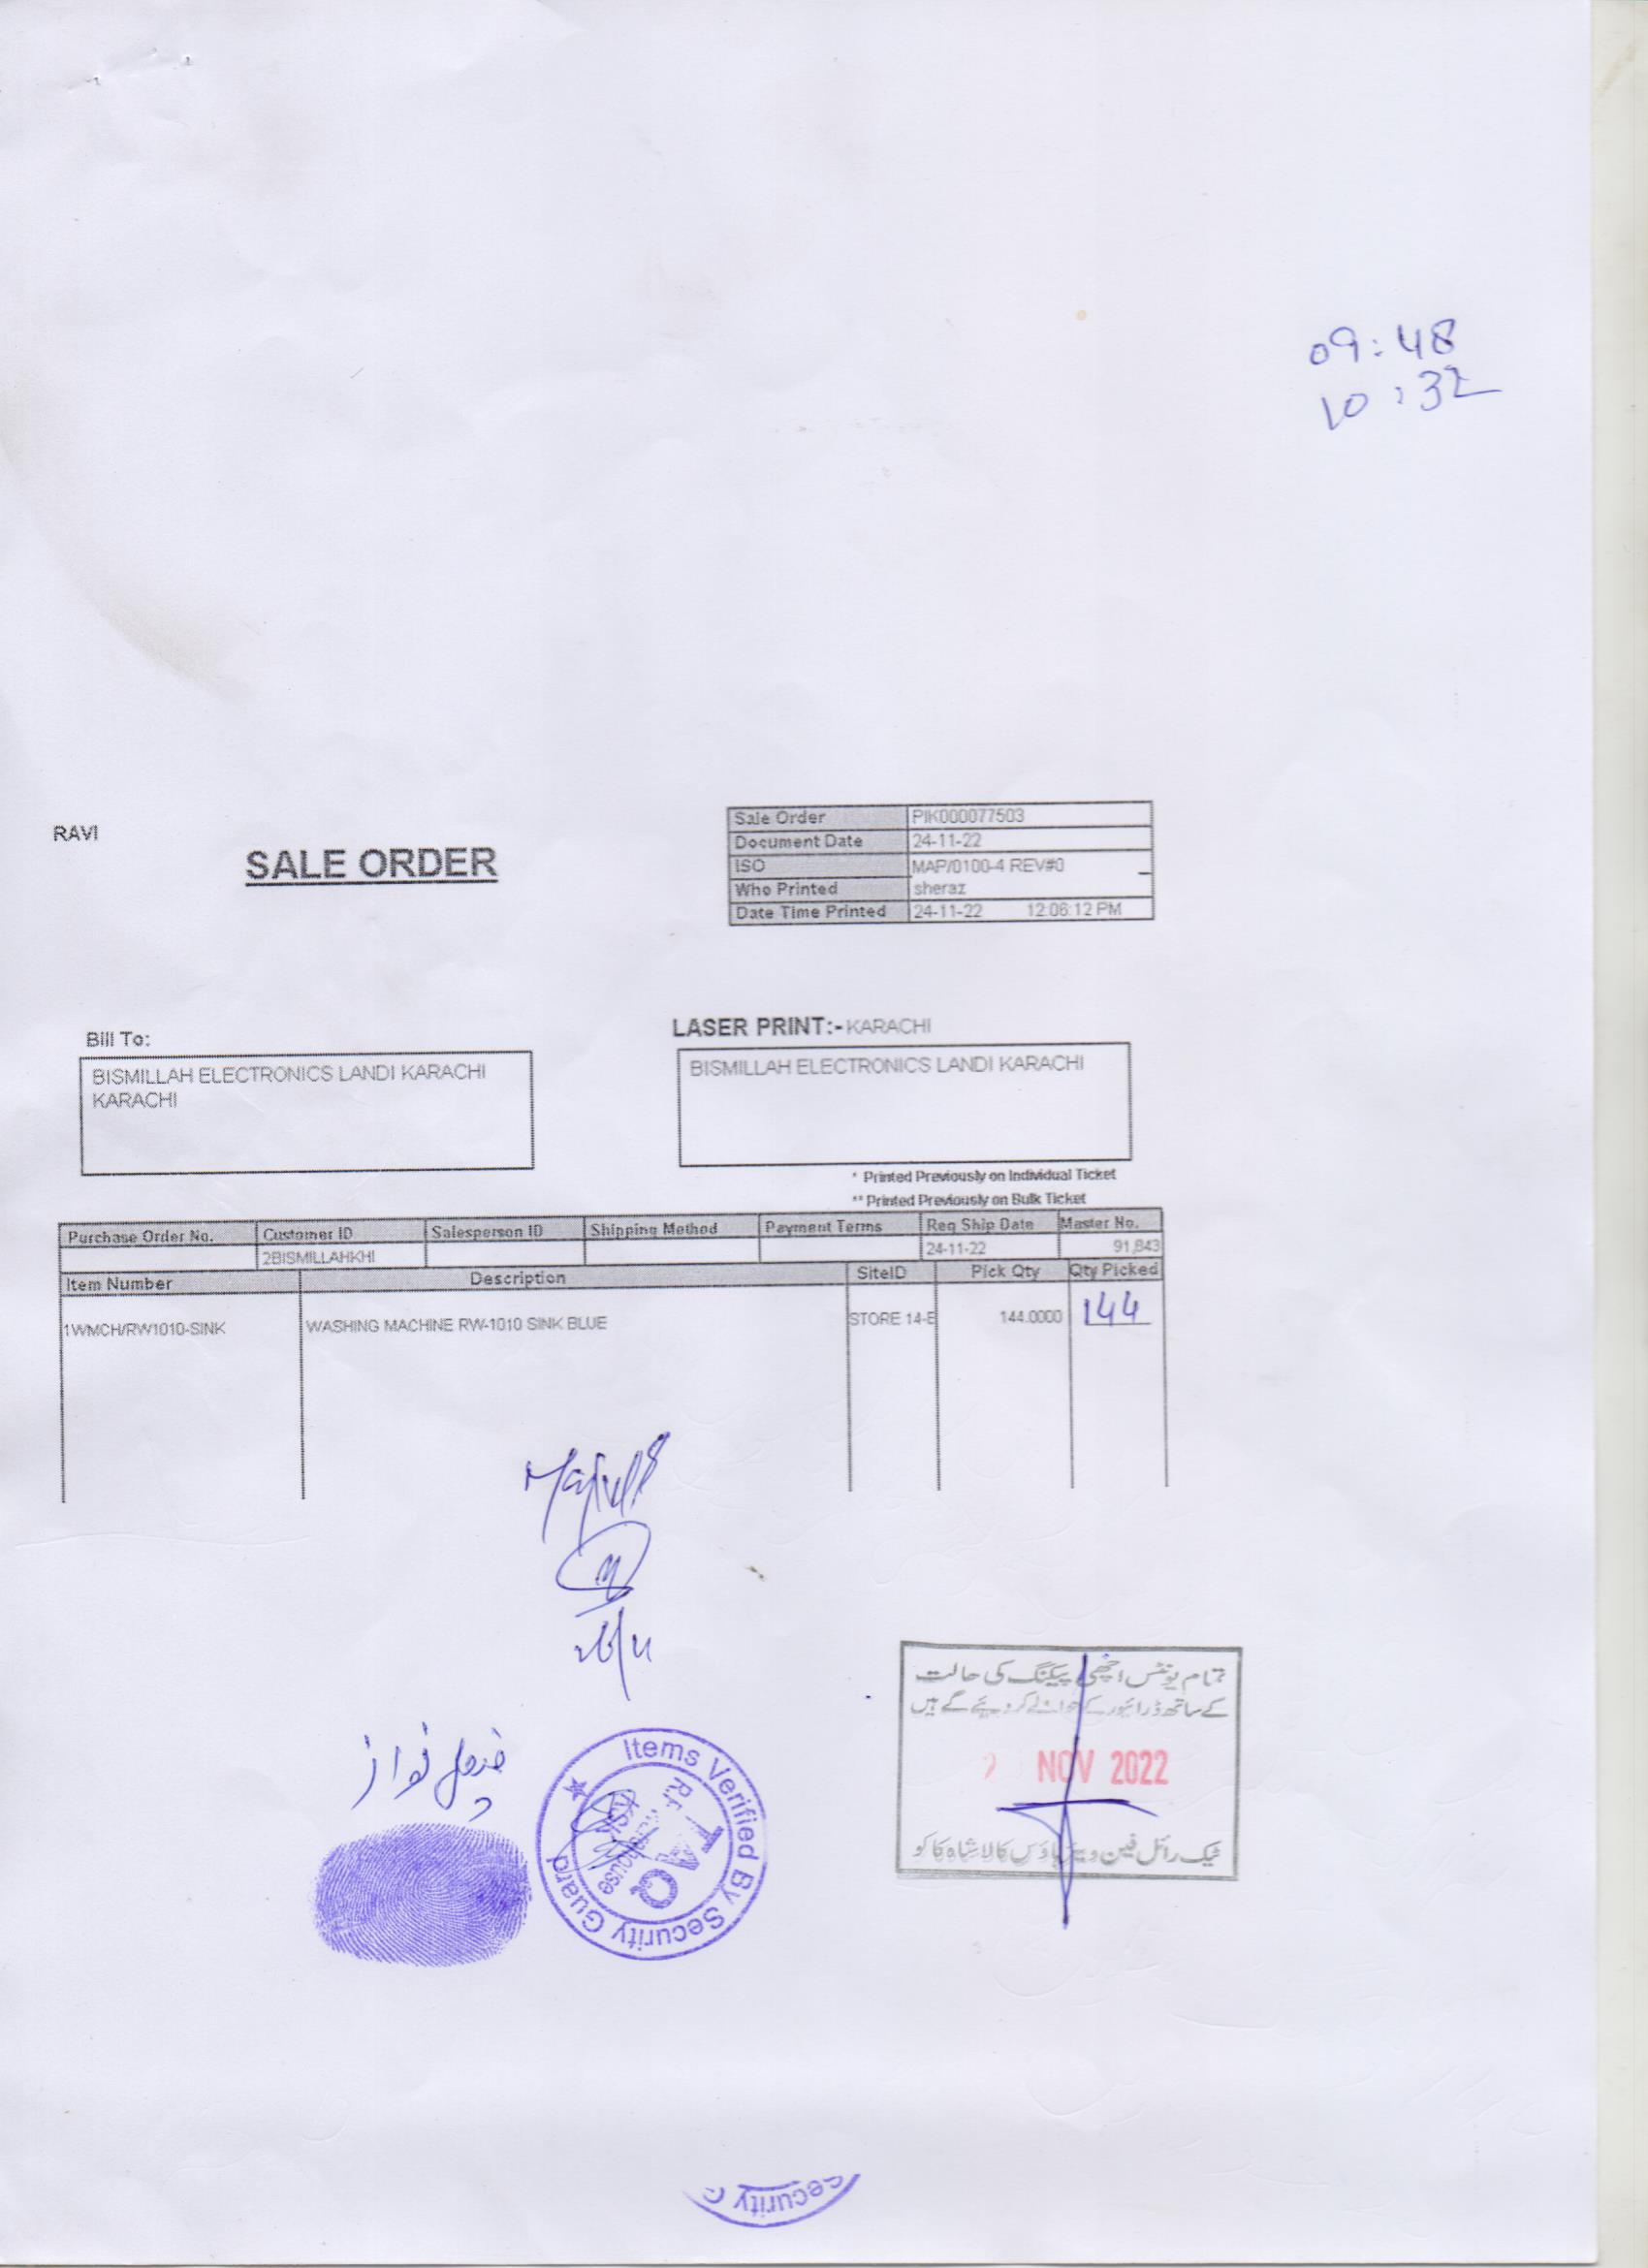 09:48
10:32
RAVI
SALE ORDER
Sale Order PIK000077503
Document Date 24-11-22
ISO MAP/0100-4 REV#0
Who Printed sheraz
Date Time Printed 24-11-22 12:06:12 PM
Bill To:
BISMILLAH ELECTRONICS LANDI KARACHI
KARACHI
LASER PRINT:- KARACHI
BISMILLAH ELECTRONICS LANDI KARACHI
* Printed Previously on Individual Ticket
** Printed Previously on Bulk Ticket
Purchase Order No. Customer ID Salesperson ID Shipping Method Payment Terms Req Ship Date Master No.
2BISMILLAHKHI 24-11-22 91,843
Item Number Description SiteID Pick Qty Qty Picked
1WMCH/RW1010-SINK WASHING MACHINE RW-1010 SINK BLUE STORE 14-E 144.0000 144
تمام یونٹس اچھی پیکنگ کی حالت
کے ساتھ ڈرائیور کے حوالے کر دیئے گے ہیں
NOV 2022
ٹیک رائل فین ویئر ہاؤس کالا شاہ کاکو
نواز
Items Verified By Security Guard
TAQ
Warehouse
ecurity G